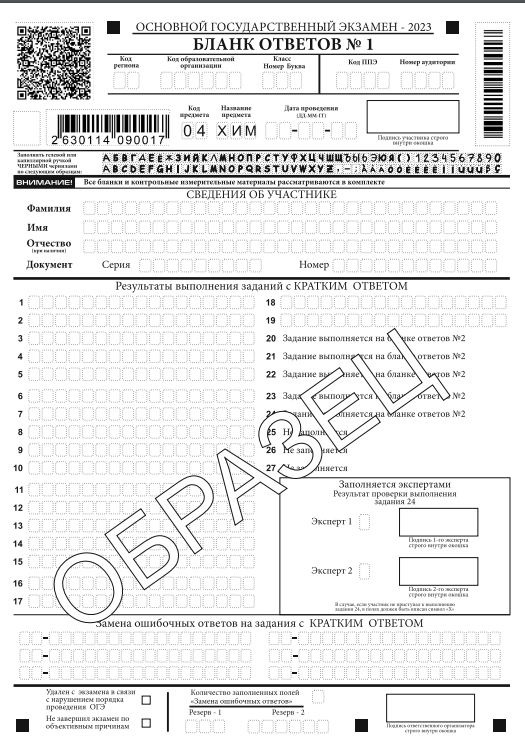 ОСНОВНОЙ ГОСУДАРСТВЕННЫЙ ЭКЗАМЕН - 2023
БЛАНК ОТВЕТОВ № 1
Код региона
Код образовательной организации
Класс
Номер Буква
Код ППЭ
Номер аудитории
2 630114 090017
Код предмета
Название предмета
Дата проведения
(ДД-ММ-ГГ)
04 ХИМ
Подпись участника строго внутри окошка
Заполнять гелевой или
капиллярной ручкой
ЧЕРНЫМИ чернилами
по следующим образцам:
ВНИМАНИЕ!
Все бланки и контрольные измерительные материалы рассматриваются в комплекте
СВЕДЕНИЯ ОБ УЧАСТНИКЕ
Фамилия
Имя
Отчество
(при наличии)
Документ
Серия
Номер
Результаты выполнения заданий с КРАТКИМ ОТВЕТОМ
1
2
3
4
5
6
7
8
9
10
11
12
13
14
15
16
17
18
19
20 Задание выполняется на бланке ответов №2
21 Задание выполняется на бланке ответов №2
22 Задание выполняется на бланке ответов №2
23 Задание выполняется на бланке ответов №2
24 Задание выполняется на бланке ответов №2
25 Не заполняется
26 Не заполняется
27 Не заполняется
ОБРАЗЕЦ
Заполняется экспертами
Результат проверки выполнения
задания 24
Эксперт 1
Подпись 1-го эксперта
строго внутри окошка
Эксперт 2
Подпись 2-го эксперта
строго внутри окошка
В случае, если участник не приступал к выполнению
задания 24, в полях должен быть вписан символ «Х»
Замена ошибочных ответов на задания с КРАТКИМ ОТВЕТОМ
Удален с экзамена в связи
с нарушением порядка
проведения ОГЭ
Не завершил экзамен по
объективным причинам
Количество заполненных полей
«Замена ошибочных ответов»
Резерв - 1
Резерв - 2
Подпись ответственного организатора
строго внутри окошка